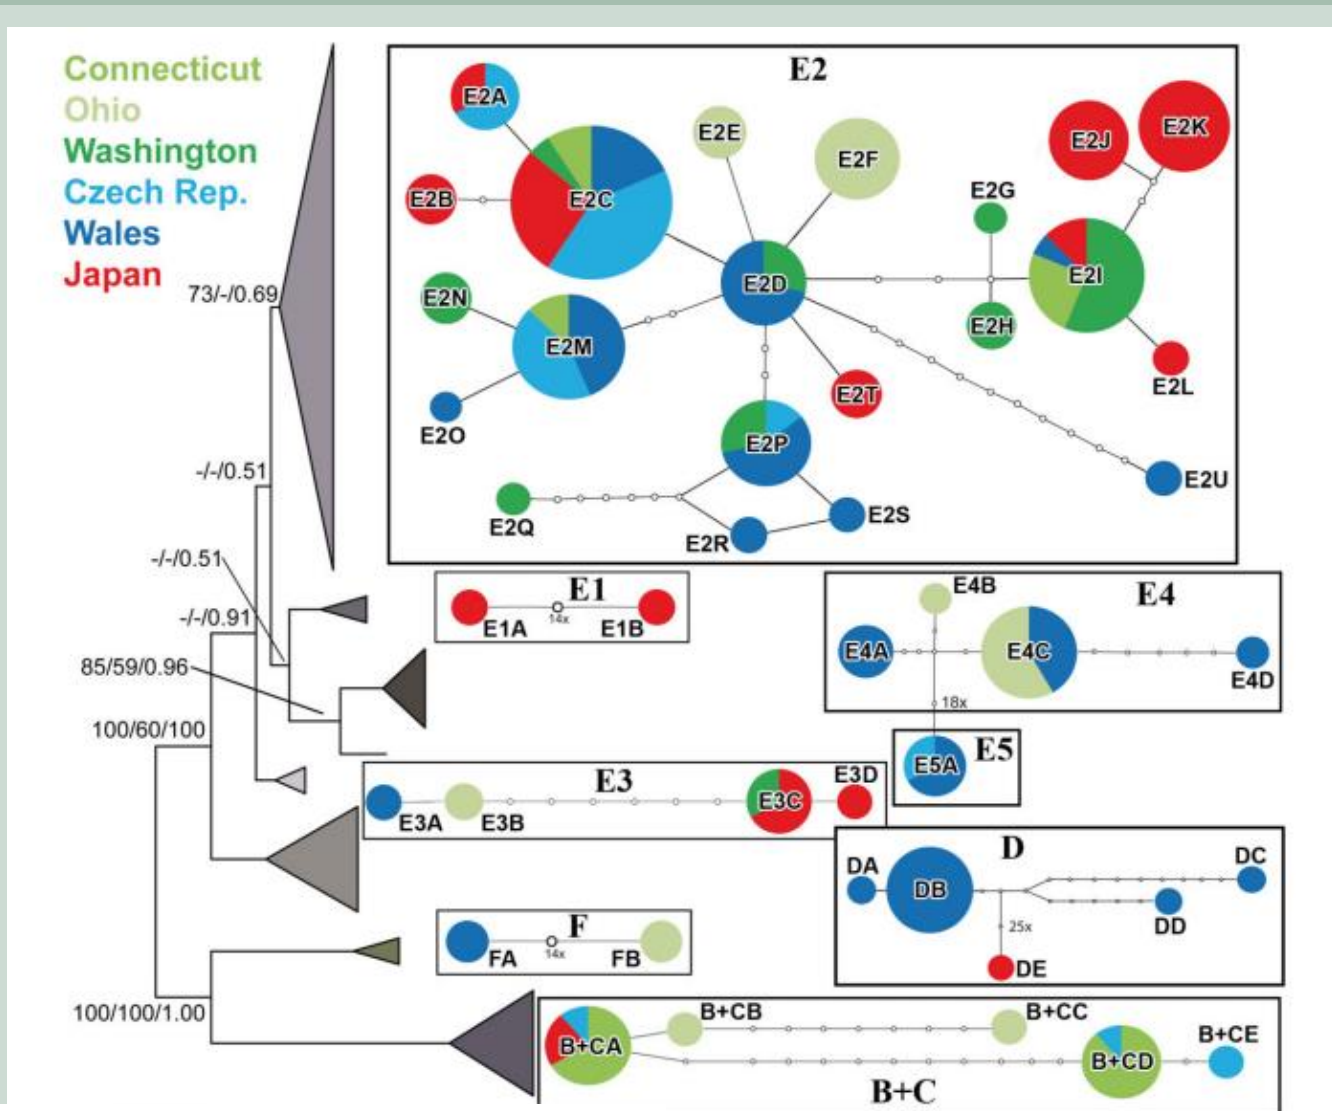 Connecticut
Ohio
Washington
Czech Rep.
Wales
Japan
E2
E2A
E2B
E2C
E2E
E2F
E2J
E2K
E2G
E2D
E2I
E2H
E2L
E2N
E2M
E2O
E2T
E2P
E2U
E2Q
E2S
E2R
73/-/0.69
-/-/0.51
-/-/0.51
-/-/0.91
85/59/0.96
100/60/100
100/100/1.00
E1
E1A
14x
E1B
E4
E4B
E4A
E4C
E4D
18x
E5
E5A
E3
E3A
E3B
E3C
E3D
D
DA
DB
DC
DD
25x
DE
F
FA
14x
FB
B+CA
B+CB
B+CC
B+CD
B+CE
B+C